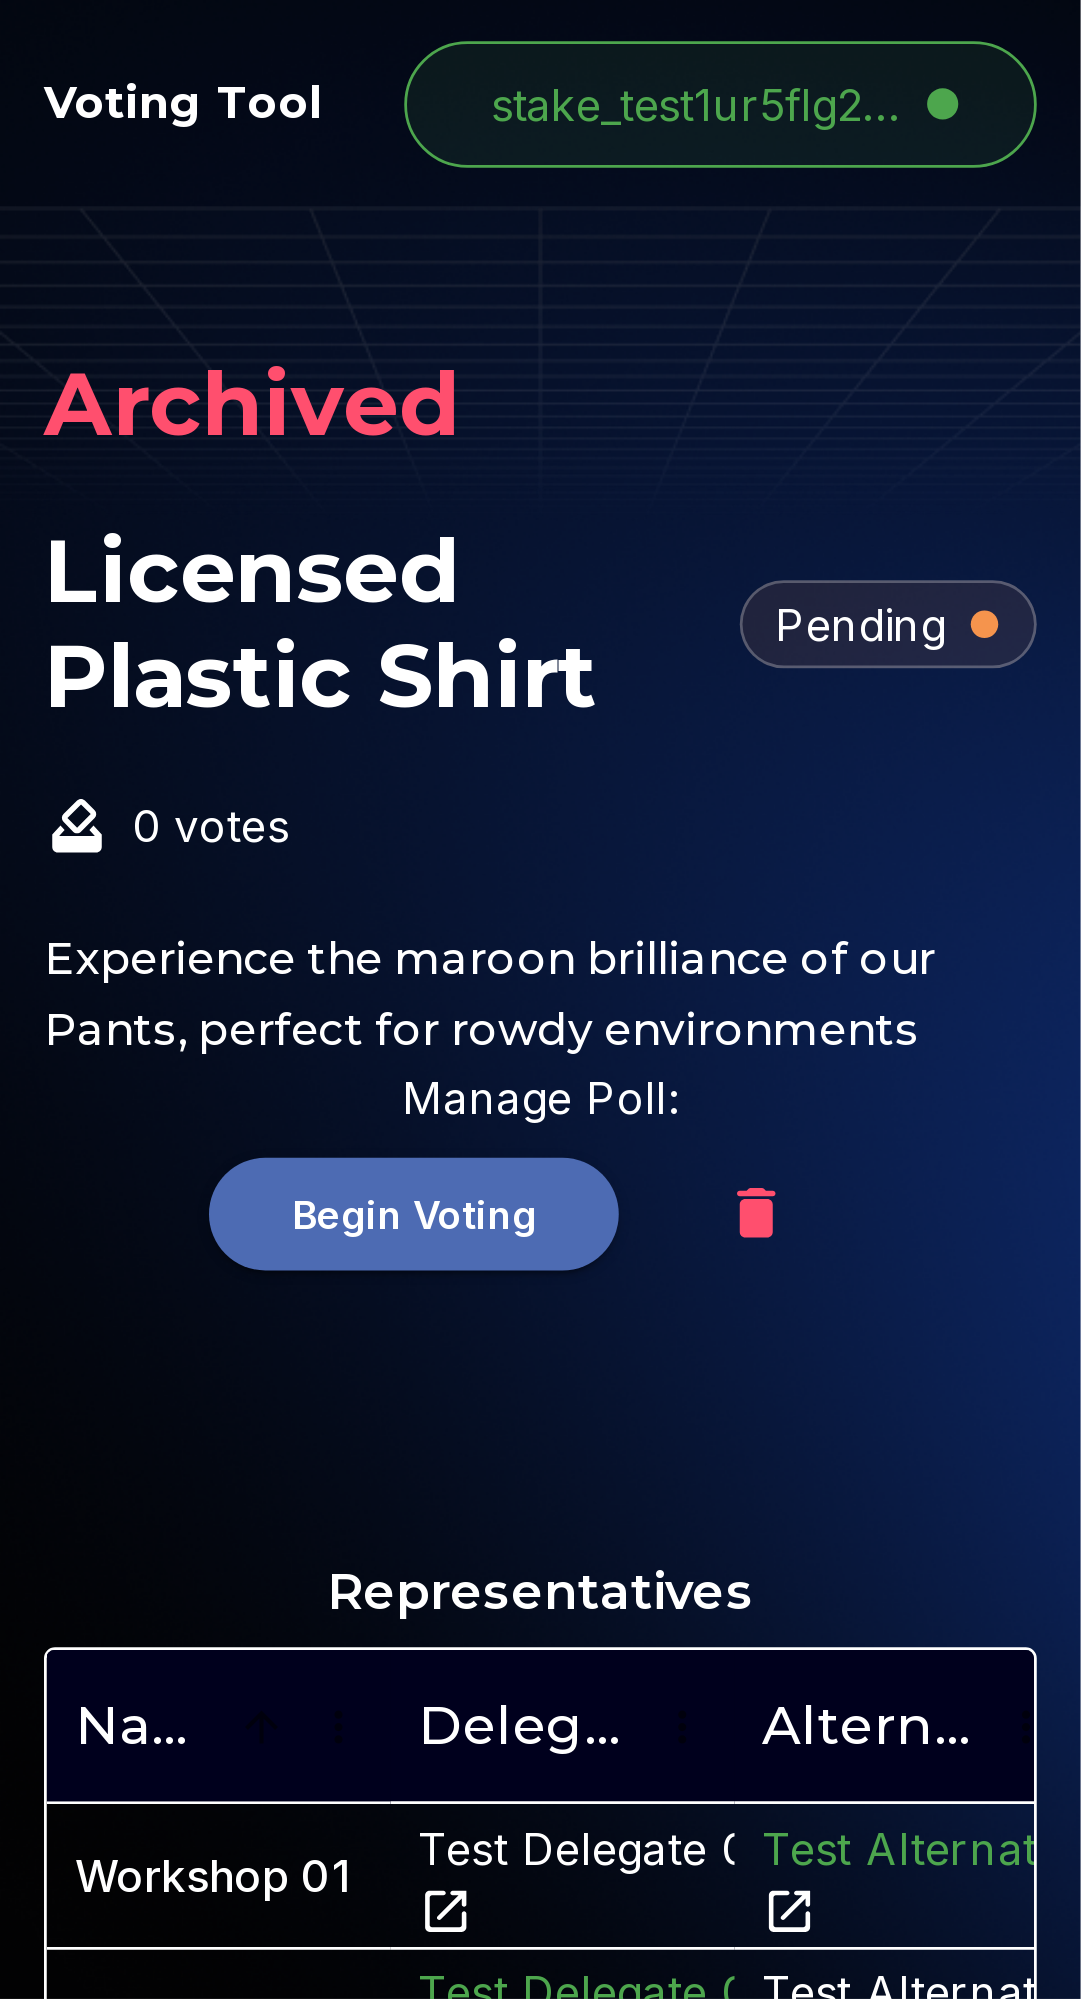 Voting Tool
stake_test1ur5flg2...
Archived
Licensed
Plastic Shirt
Pending
0 votes
Experience the maroon brilliance of our
Pants, perfect for rowdy environments
Manage Poll:
Begin Voting
Representatives
Na... Deleg... Altern...
Test Delegate Test Alternat
Workshop 01
Test Delegate Test Alternat